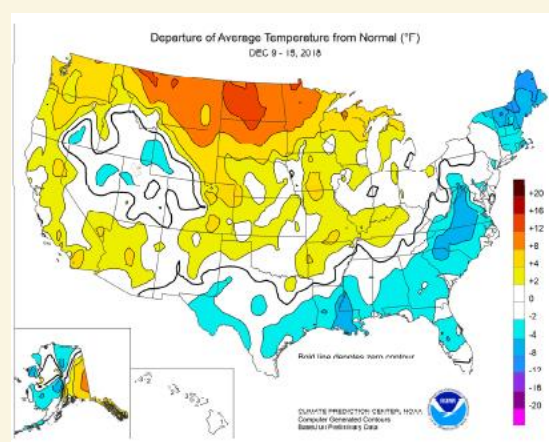 Departure of Average Temperature from Normal (°F)
DEC 9 - 15, 2018
+20
+16
+12
+8
+4
+2
0
-2
-4
-8
-12
-16
-20
Bold line denotes zero contour
NOAA
CLIMATE PREDICTION CENTER, NOAA
Computer Generated Contours
Based on Preliminary Data